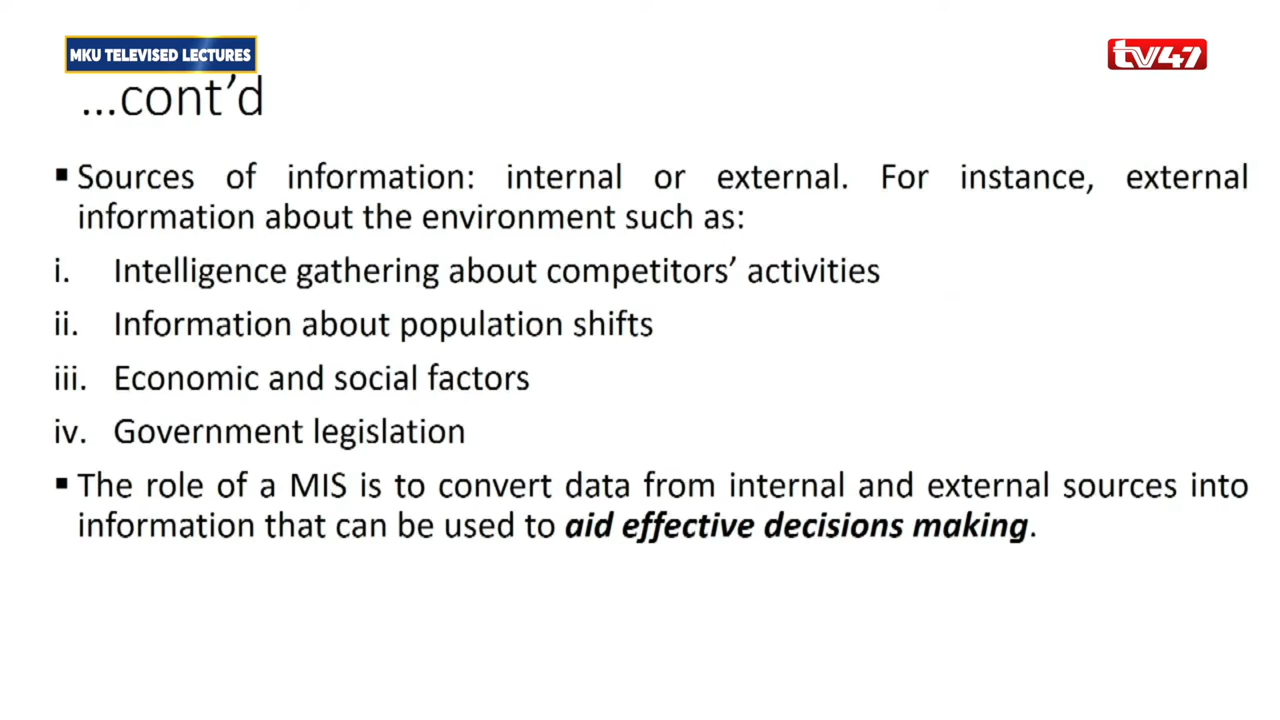 MKU TELEVISED LECTURES
tv47
...cont’d
▪ Sources of information: internal or external. For instance, external
information about the environment such as:
i. Intelligence gathering about competitors’ activities
ii. Information about population shifts
iii. Economic and social factors
iv. Government legislation
▪ The role of a MIS is to convert data from internal and external sources into
information that can be used to aid effective decisions making.